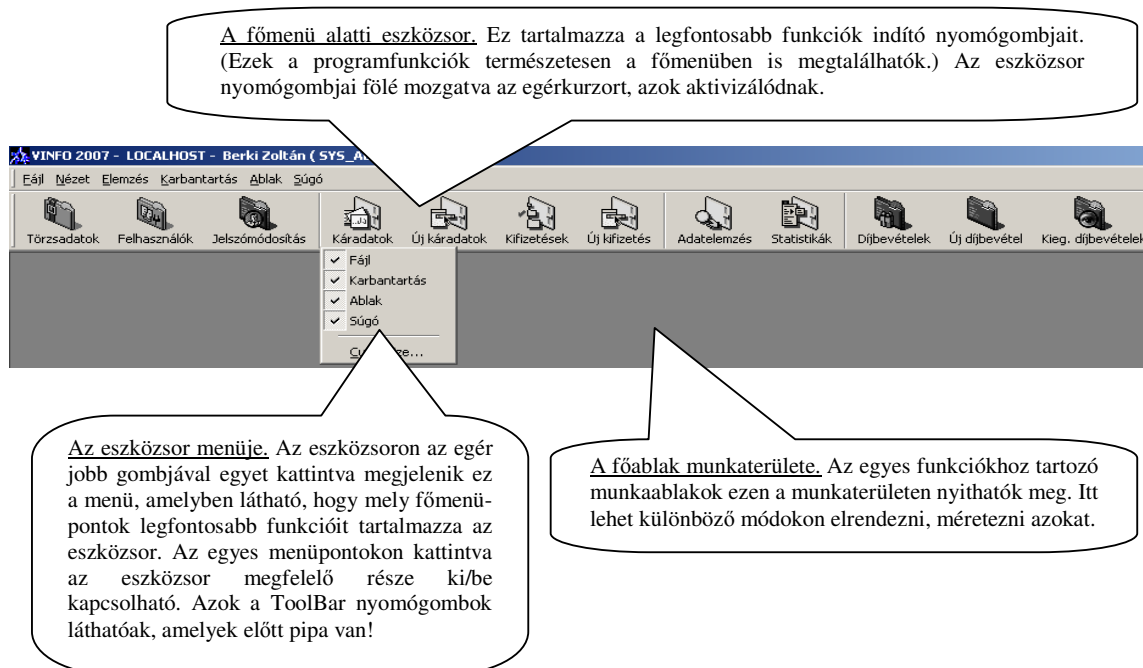 A főmenü alatti eszközsor. Ez tartalmazza a legfontosabb funkciók indító nyomógombjait.
(Ezek a programfunkciók természetesen a főmenüben is megtalálhatók.) Az eszközsor
nyomógombjai fölé mozgatva az egérkurzort, azok aktivizálódnak.
VINFO 2007 - LOCALHOST - Berki Zoltán (
Fájl Nézet Elemzés Karbantartás Ablak Súgó
Törzsadatok Felhasználók Jelszómódosítás Káradatok Új káradatok Kifizetések Új kifizetés Adatelemzés Statisztikák Díjbevételek Új díjbevétel Kieg. díjbevételek
Fájl
Karbantartás
Ablak
Súgó
Az eszközsor menüje. Az eszközsoron az egér
jobb gombjával egyet kattintva megjelenik ez
a menü, amelyben látható, hogy mely főmenü-
pontok legfontosabb funkcióit tartalmazza az
eszközsor. Az egyes menüpontokon kattintva
az eszközsor megfelelő része ki/be
kapcsolható. Azok a ToolBar nyomógombok
láthatóak, amelyek előtt pipa van!
A főablak munkaterülete. Az egyes funkciókhoz tartozó
munkaablakok ezen a munkaterületen nyithatók meg. Itt
lehet különböző módokon elrendezni, méretezni azokat.